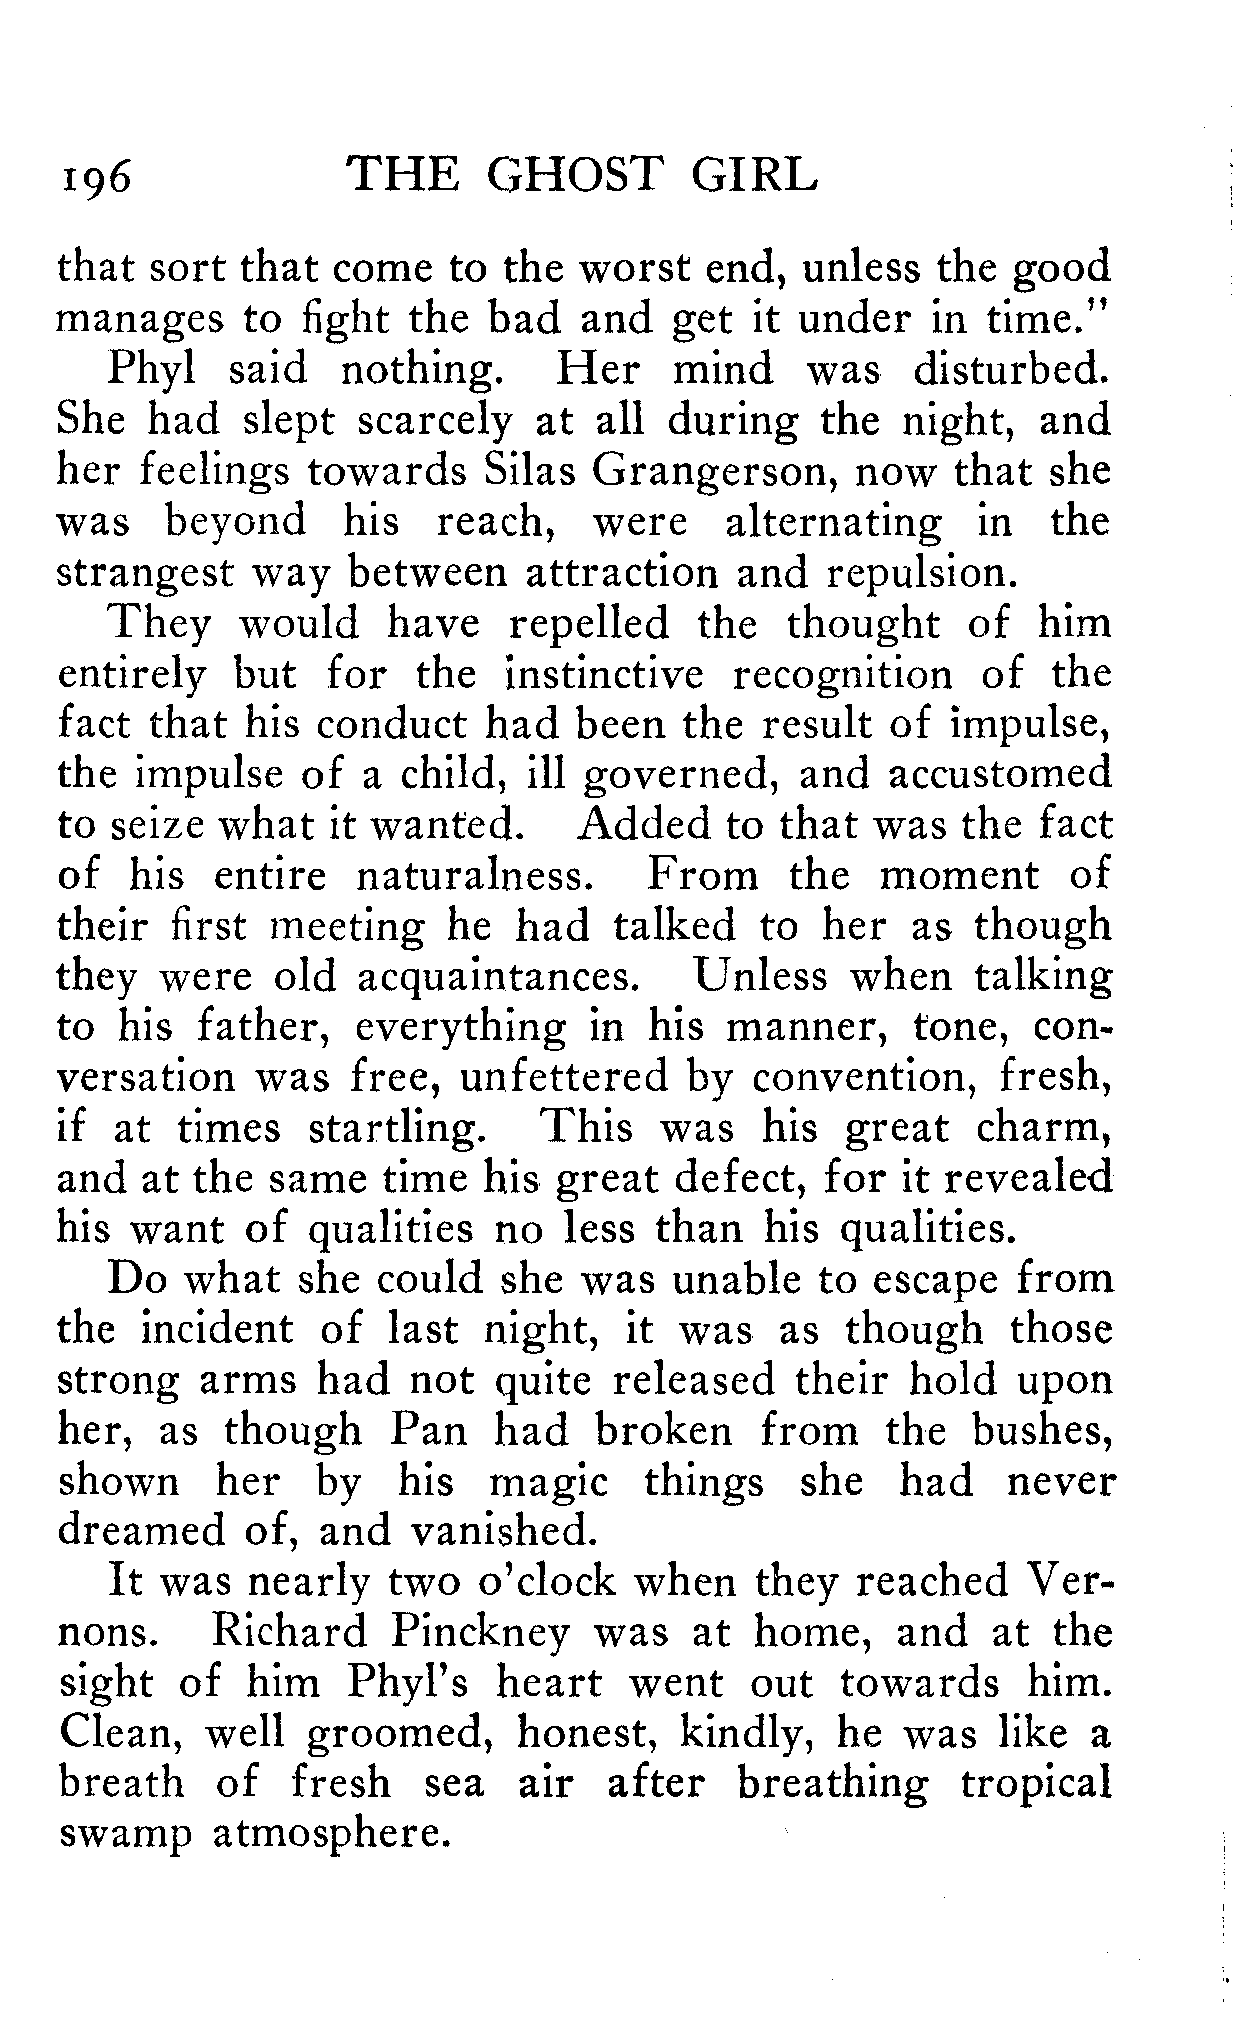 196 THE GHOST GIRL
that sort that come to the worst end, unless the good
manages to fight the bad and get it under in time."
Phyl said nothing. Her mind was disturbed.
She had slept scarcely at all during the night, and
her feelings towards Silas Grangerson, now that she
was beyond his reach, were alternating in the
strangest way between attraction and repulsion.
They would have repelled the thought of him
entirely but for the instinctive recognition of the
fact that his conduct had been the result of impulse,
the impulse of a child, ill governed, and accustomed
to seize what it wanted. Added to that was the fact
of his entire naturalness. From the moment of
their first meeting he had talked to her as though
they were old acquaintances. Unless when talking
to his father, everything in his manner, tone, con-
versation was free, unfettered by convention, fresh,
if at times startling. This was his great charm,
and at the same time his great defect, for it revealed
his want of qualities no less than his qualities.
Do what she could she was unable to escape from
the incident of last night, it was as though those
strong arms had not quite released their hold upon
her, as though Pan had broken from the bushes,
shown her by his magic things she had never
dreamed of, and vanished.
It was nearly two o'clock when they reached Ver-
nons. Richard Pinckney was at home, and at the
sight of him Phyl's heart went out towards him.
Clean, well groomed, honest, kindly, he was like a
breath of fresh sea air after breathing tropical
swamp atmosphere.